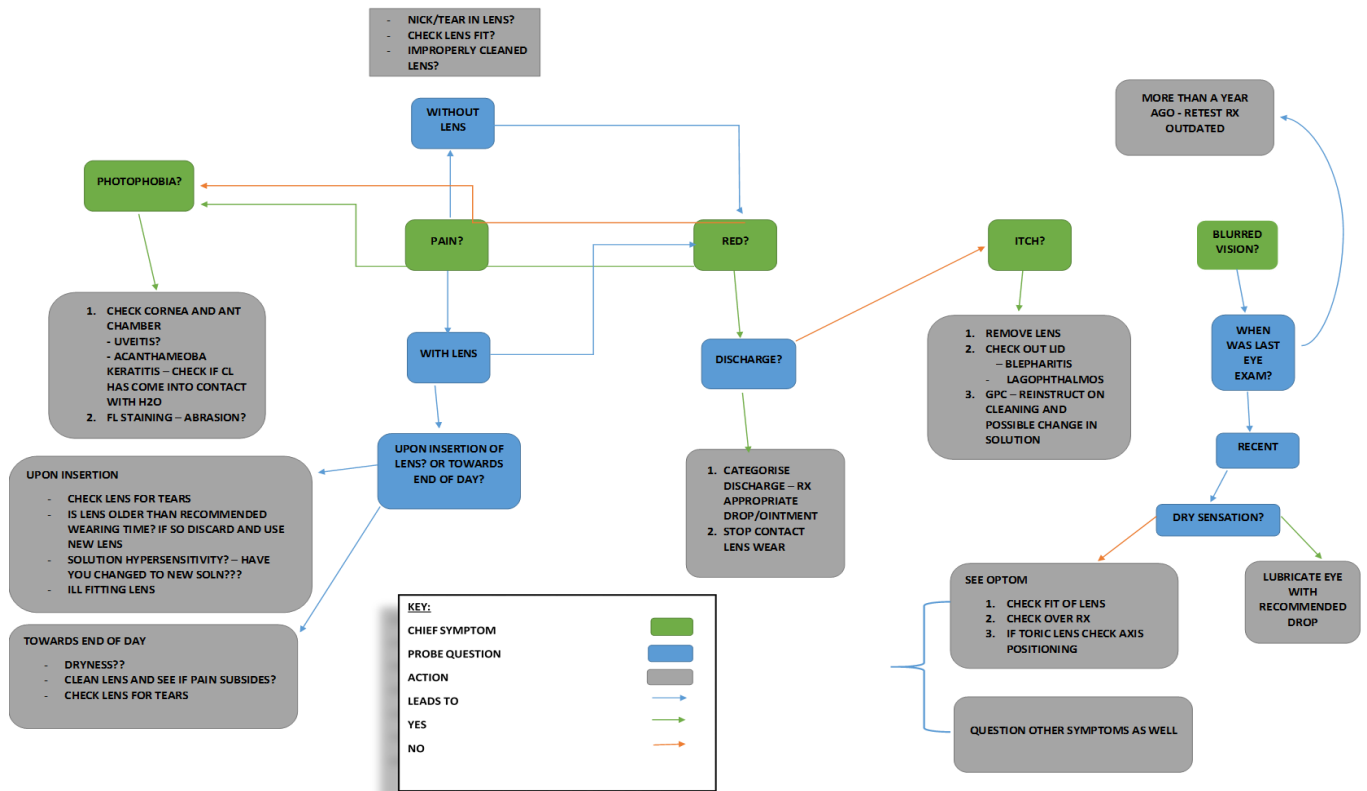 - NICK/TEAR IN LENS?
- CHECK LENS FIT?
- IMPROPERLY CLEANED
LENS?
WITHOUT
LENS
MORE THAN A YEAR
AGO - RETEST RX
OUTDATED
PHOTOPHOBIA?
PAIN?
RED?
ITCH?
BLURRED
VISION?
1. CHECK CORNEA AND ANT
CHAMBER
- UVEITIS?
- ACANTHAMEOBA
KERATITIS – CHECK IF CL
HAS COME INTO CONTACT
WITH H2O
2. FL STAINING – ABRASION?
WITH LENS
DISCHARGE?
1. REMOVE LENS
2. CHECK OUT LID
– BLEPHARITIS
- LAGOPHTHALMOS
3. GPC – REINSTRUCT ON
CLEANING AND
POSSIBLE CHANGE IN
SOLUTION
WHEN
WAS LAST
EYE
EXAM?
UPON INSERTION OF
LENS? OR TOWARDS
END OF DAY?
RECENT
UPON INSERTION
- CHECK LENS FOR TEARS
- IS LENS OLDER THAN RECOMMENDED
WEARING TIME? IF SO DISCARD AND USE
NEW LENS
- SOLUTION HYPERSENSITIVITY? – HAVE
YOU CHANGED TO NEW SOLN???
- ILL FITTING LENS
1. CATEGORISE
DISCHARGE – RX
APPROPRIATE
DROP/OINTMENT
2. STOP CONTACT
LENS WEAR
DRY SENSATION?
SEE OPTOM
1. CHECK FIT OF LENS
2. CHECK OVER RX
3. IF TORIC LENS CHECK AXIS
POSITIONING
LUBRICATE EYE
WITH
RECOMMENDED
DROP
TOWARDS END OF DAY
- DRYNESS??
- CLEAN LENS AND SEE IF PAIN SUBSIDES?
- CHECK LENS FOR TEARS
KEY:
CHIEF SYMPTOM
PROBE QUESTION
ACTION
LEADS TO
YES
NO
QUESTION OTHER SYMPTOMS AS WELL